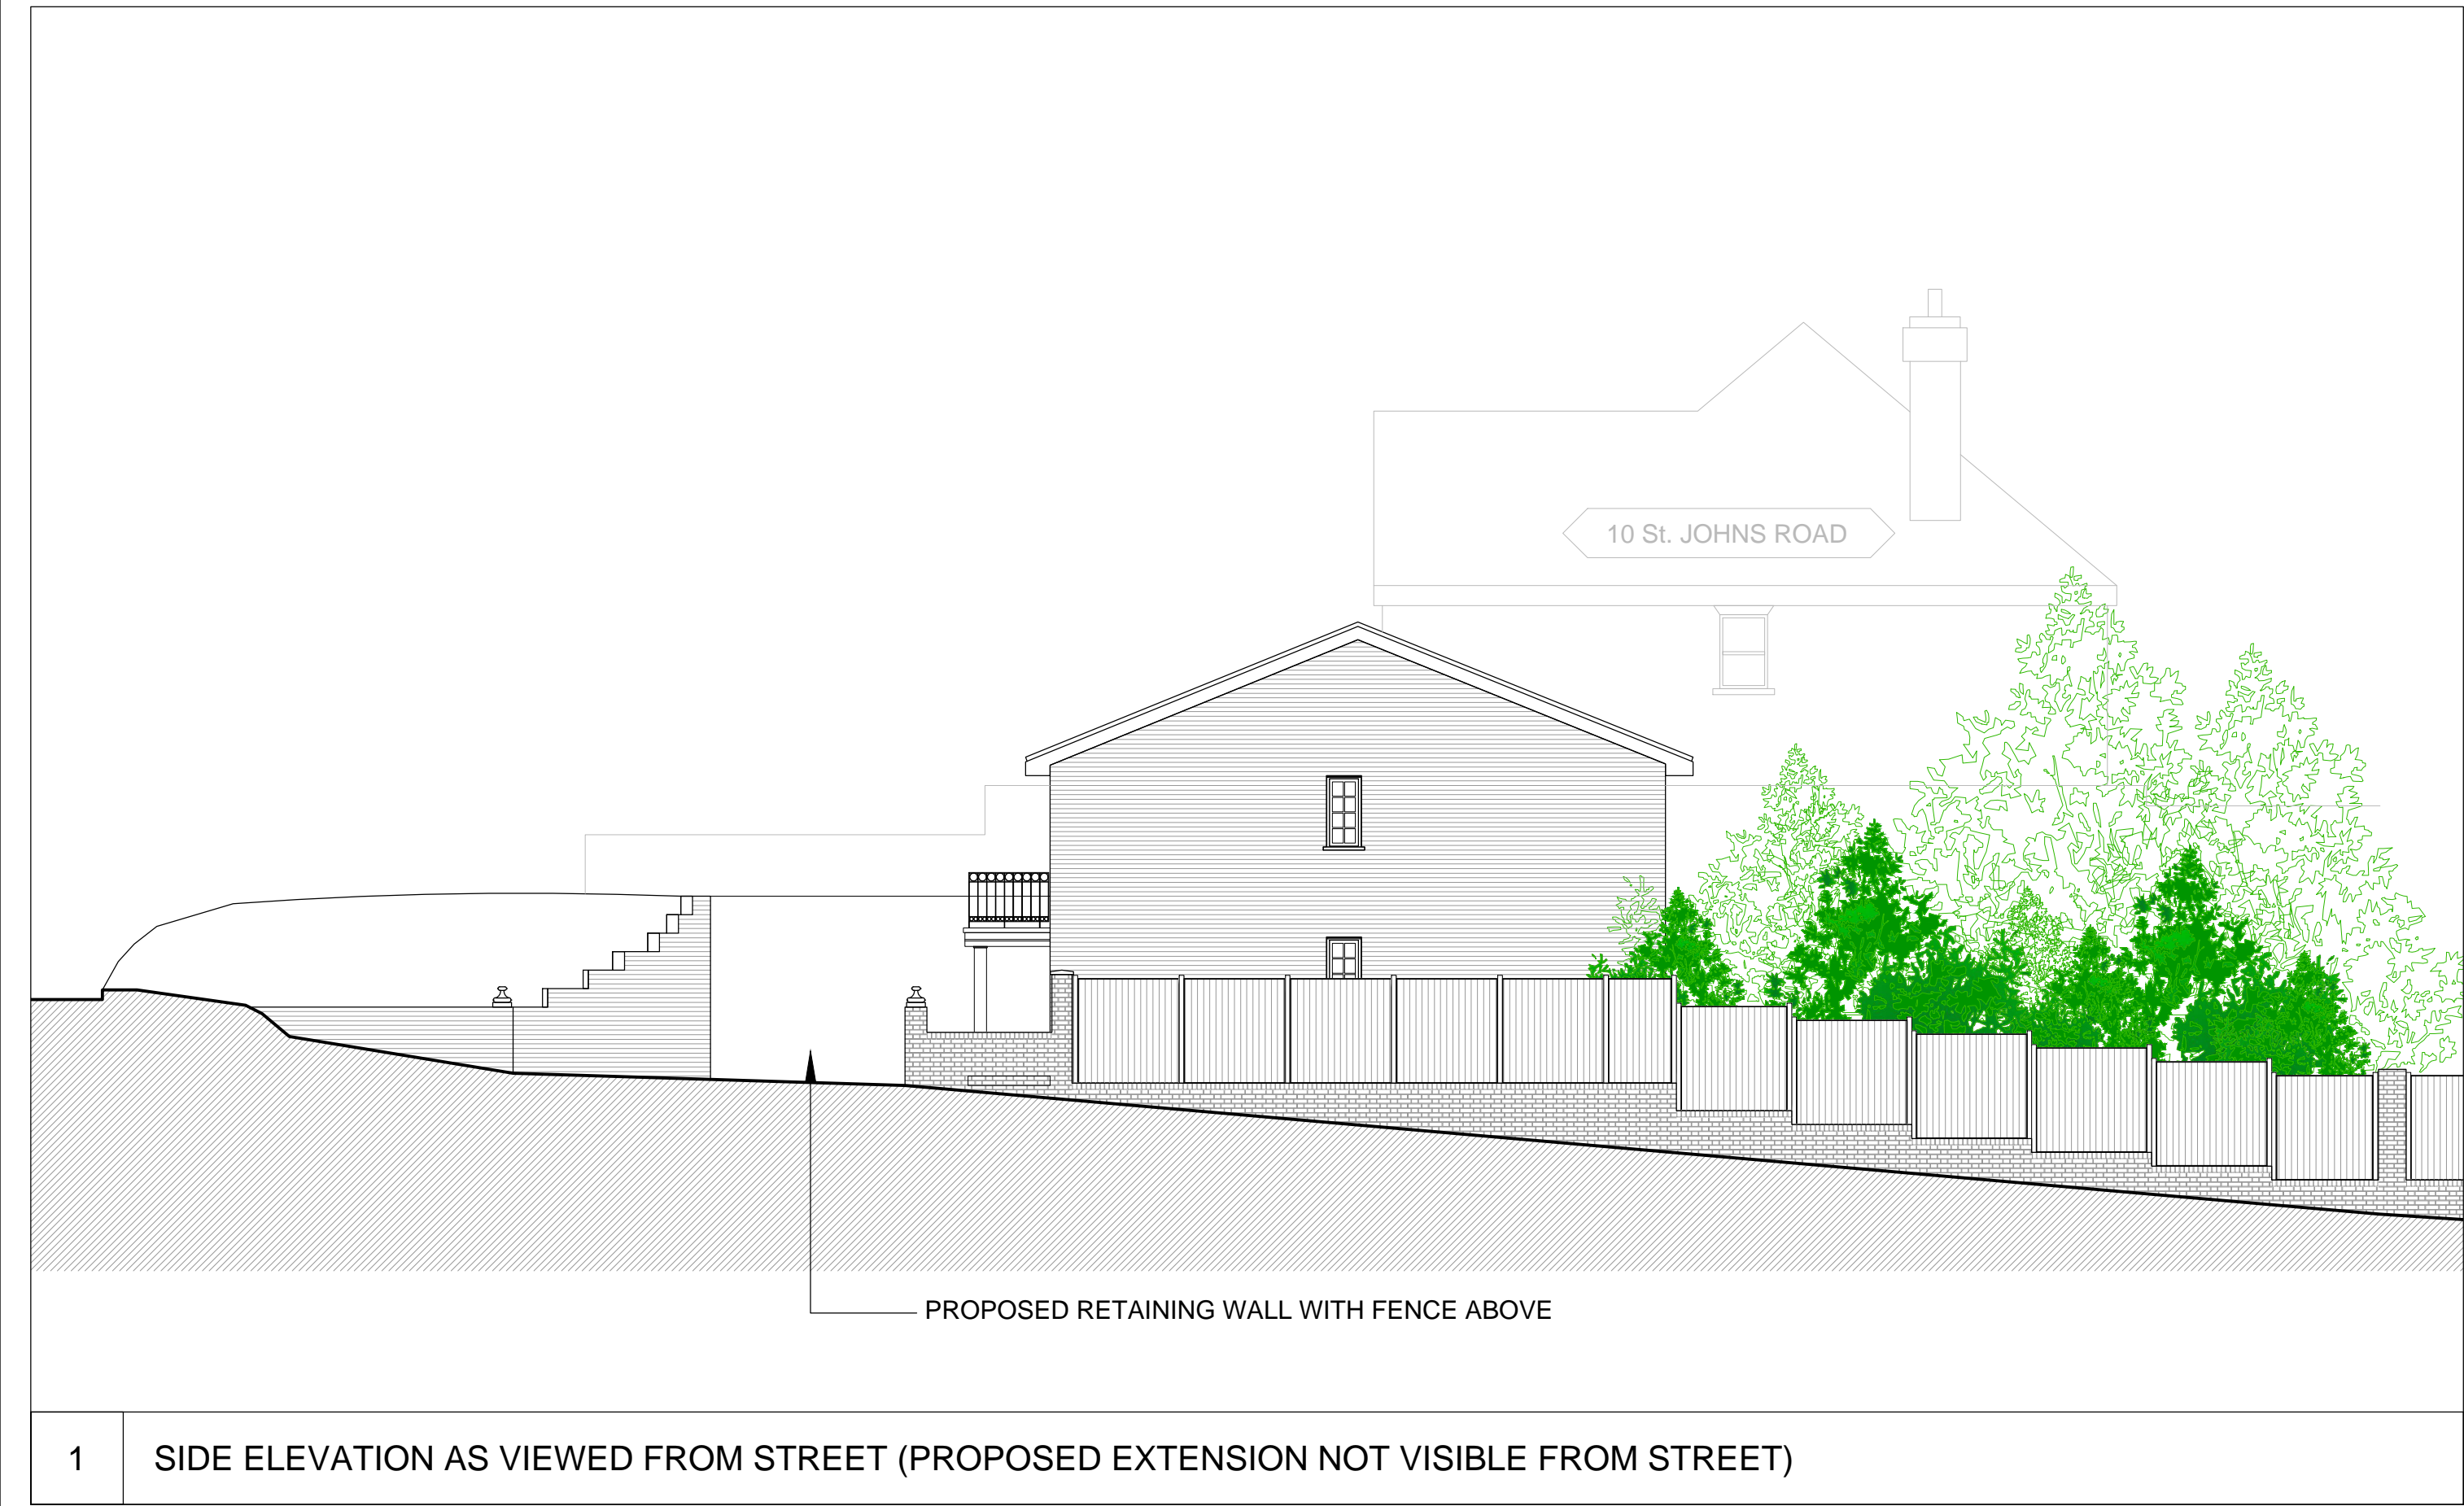 10 St. JOHNS ROAD
PROPOSED RETAINING WALL WITH FENCE ABOVE
1
SIDE ELEVATION AS VIEWED FROM STREET (PROPOSED EXTENSION NOT VISIBLE FROM STREET)